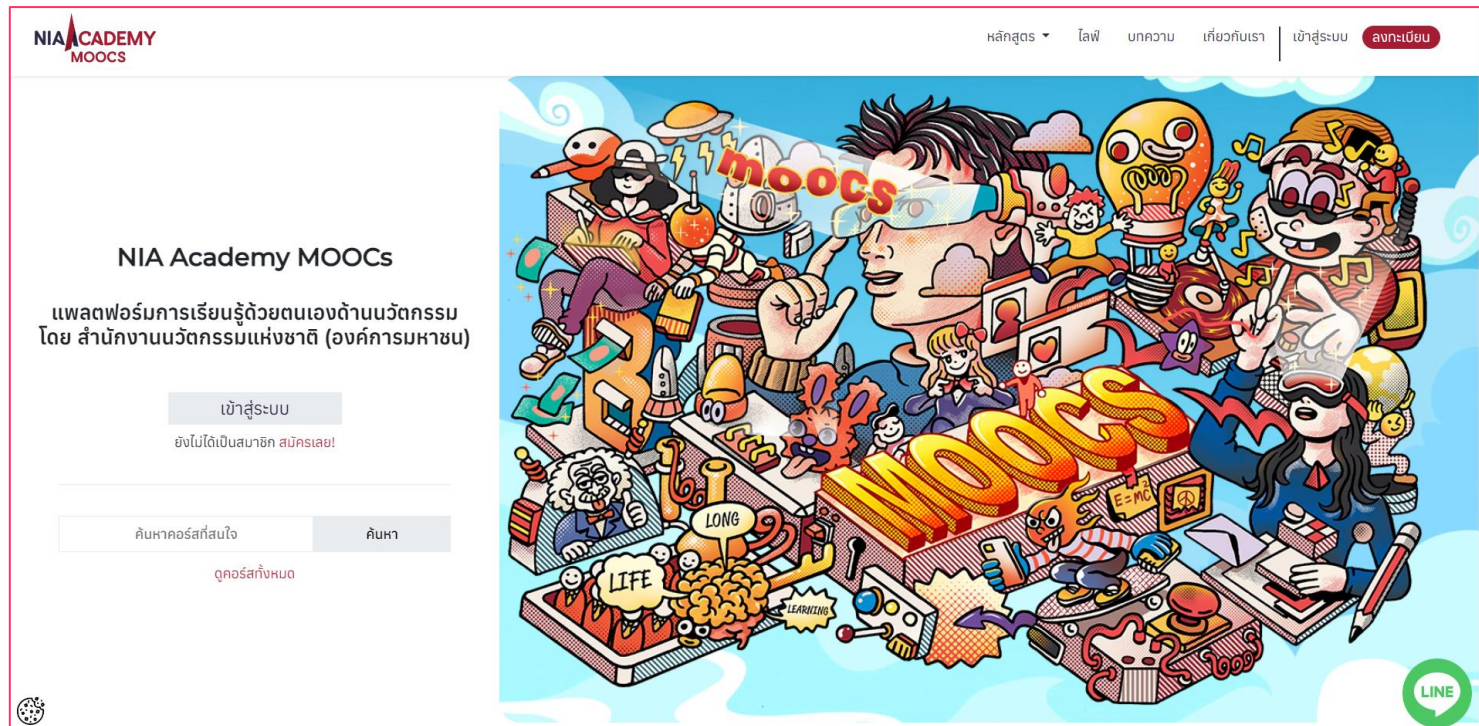 NIA ACADEMY
MOOCS
หลักสูตร
ไลฟ์
บทความ
เกี่ยวกับเรา
เข้าสู่ระบบ
ลงทะเบียน
NIA Academy MOOCs
แพลตฟอร์มการเรียนรู้ด้วยตนเองด้านนวัตกรรม
โดย สำนักงานนวัตกรรมแห่งชาติ (องค์การมหาชน)
เข้าสู่ระบบ
ยังไม่ได้เป็นสมาชิก สมัครเลย!
ค้นหาคอร์สที่สนใจ
ค้นหา
ดูคอร์สทั้งหมด
moocs
MOOCS
E=MC²
LONG
LIFE
LEARNING
LINE